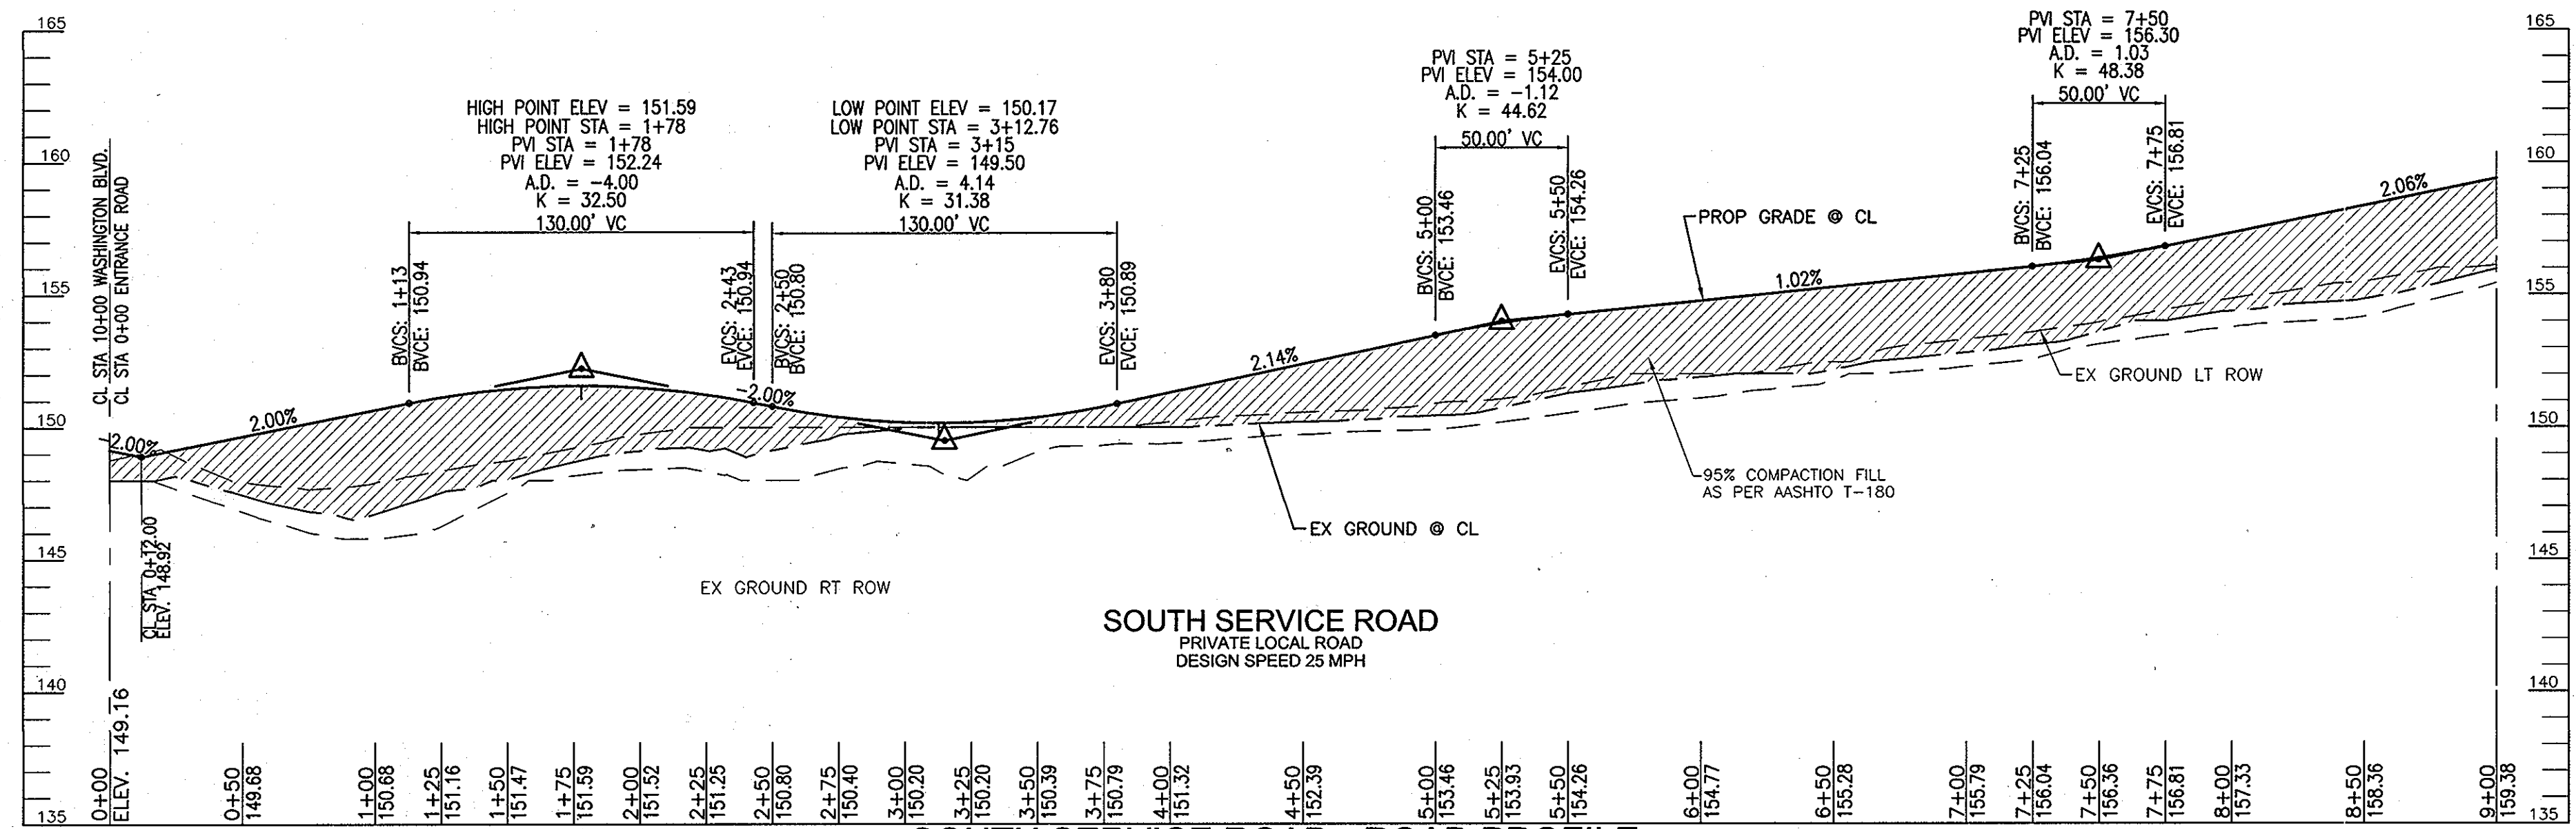 165
160
155
150
145
140
135
165
160
155
150
145
140
135
CL STA 10+00 WASHINGTON BLVD.
CL STA 0+00 ENTRANCE ROAD
HIGH POINT ELEV = 151.59
HIGH POINT STA = 1+78
PVI STA = 1+78
PVI ELEV = 152.24
A.D. = -4.00
K = 32.50
130.00' VC
BVCS: 1+13
BVCE: 150.94
EVCS: 2+43
EVCE: 150.94
LOW POINT ELEV = 150.17
LOW POINT STA = 3+12.76
PVI STA = 3+15
PVI ELEV = 149.50
A.D. = 4.14
K = 31.38
130.00' VC
BVCS: 2+50
BVCE: 150.80
EVCS: 3+80
EVCE: 150.89
PVI STA = 5+25
PVI ELEV = 154.00
A.D. = -1.12
K = 44.62
50.00' VC
BVCS: 5+00
BVCE: 153.46
EVCS: 5+50
EVCE: 154.26
PVI STA = 7+50
PVI ELEV = 156.30
A.D. = 1.03
K = 48.38
50.00' VC
BVCS: 7+25
BVCE: 156.04
EVCS: 7+75
EVCE: 156.81
2.00%
2.00%
-2.00%
2.14%
1.02%
2.06%
PROP GRADE @ CL
EX GROUND LT ROW
95% COMPACTION FILL
AS PER AASHTO T-180
EX GROUND @ CL
EX GROUND RT ROW
CL STA 0+12.00
ELEV. 148.92
SOUTH SERVICE ROAD
PRIVATE LOCAL ROAD
DESIGN SPEED 25 MPH
0+00
ELEV. 149.16
0+50
149.68
1+00
150.68
1+25
151.16
1+50
151.47
1+75
151.59
2+00
151.52
2+25
151.25
2+50
150.80
2+75
150.40
3+00
150.20
3+25
150.20
3+50
150.39
3+75
150.79
4+00
151.32
4+50
152.39
5+00
153.46
5+25
153.93
5+50
154.26
6+00
154.77
6+50
155.28
7+00
155.79
7+25
156.04
7+50
156.36
7+75
156.81
8+00
157.33
8+50
158.36
9+00
159.38
SOUTH SERVICE ROAD - ROAD PROFILE